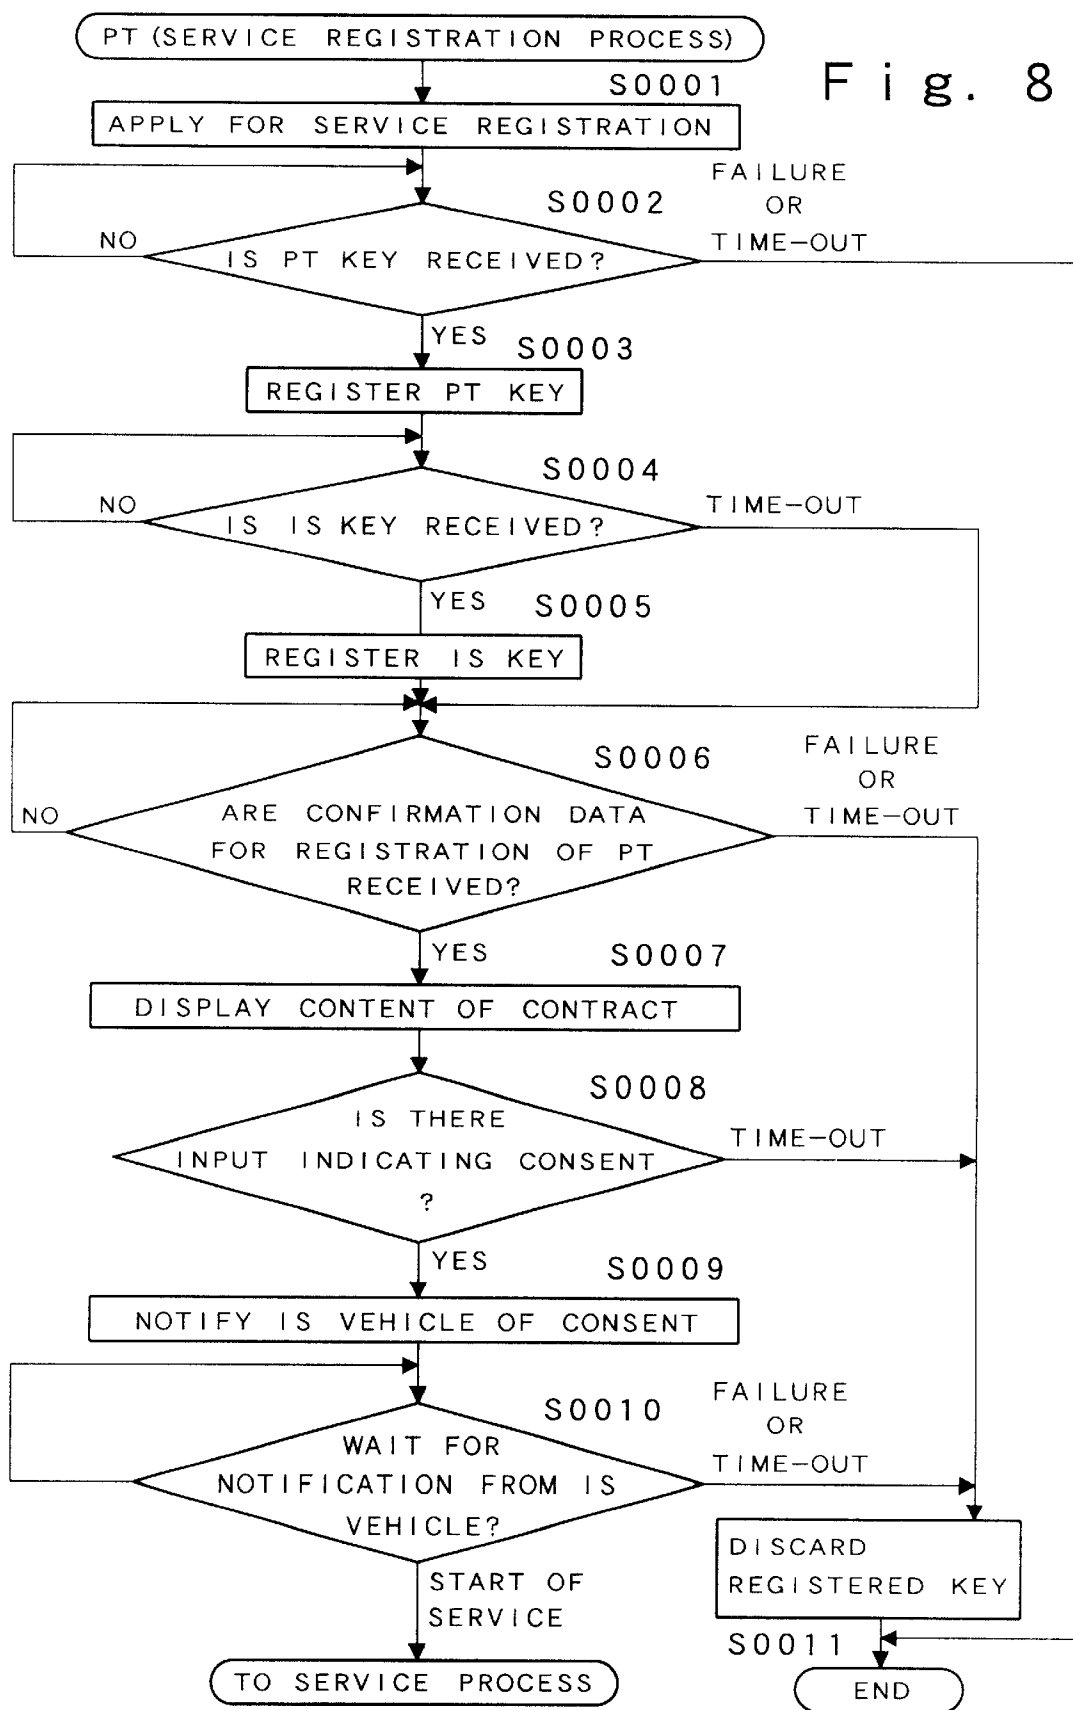 PT (SERVICE REGISTRATION PROCESS)
Fig. 8
S0001
APPLY FOR SERVICE REGISTRATION
FAILURE
OR
TIME-OUT
S0002
NO
IS PT KEY RECEIVED?
YES
S0003
REGISTER PT KEY
S0004
NO
TIME-OUT
IS IS KEY RECEIVED?
YES
S0005
REGISTER IS KEY
S0006
FAILURE
OR
TIME-OUT
NO
ARE CONFIRMATION DATA
FOR REGISTRATION OF PT
RECEIVED?
YES
S0007
DISPLAY CONTENT OF CONTRACT
S0008
IS THERE
INPUT INDICATING CONSENT
?
TIME-OUT
YES
S0009
NOTIFY IS VEHICLE OF CONSENT
S0010
FAILURE
OR
TIME-OUT
WAIT FOR
NOTIFICATION FROM IS
VEHICLE?
DISCARD
REGISTERED KEY
START OF
SERVICE
S0011
TO SERVICE PROCESS
END